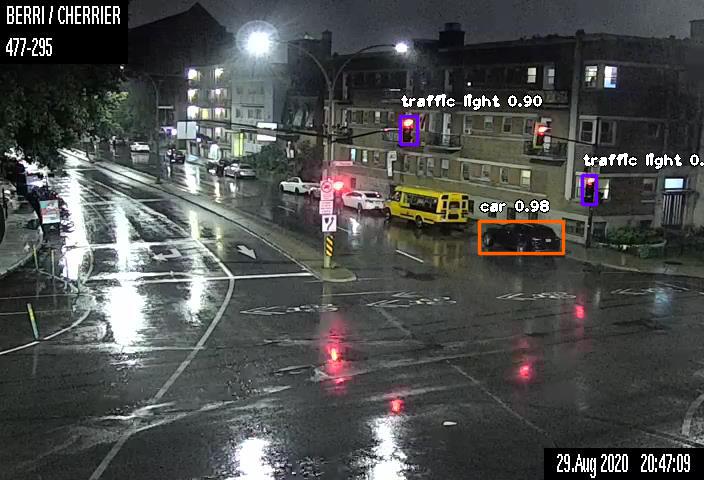 BERRI / CHERRIER
477-295
traffic light 0.90
traffic light 0.
car 0.98
29.Aug 2020 20:47:09